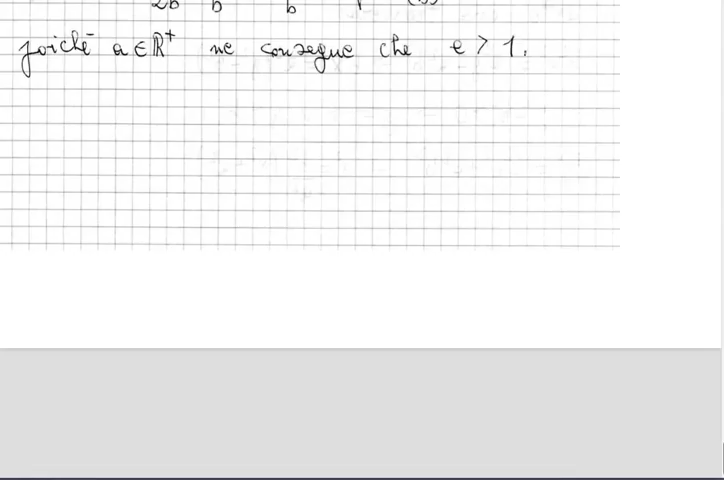 poiché a ∈ ℝ⁺ ne consegue che e > 1.